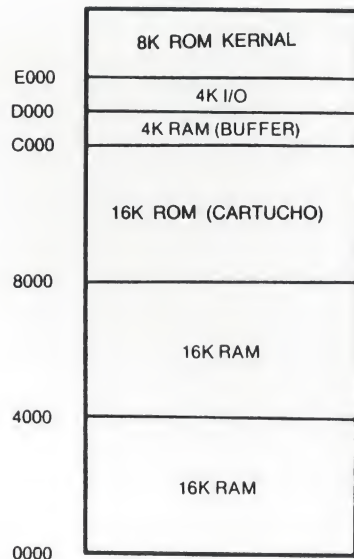 8K ROM KERNAL
E000
4K I/O
D000
4K RAM (BUFFER)
C000
16K ROM (CARTUCHO)
8000
16K RAM
4000
16K RAM
0000